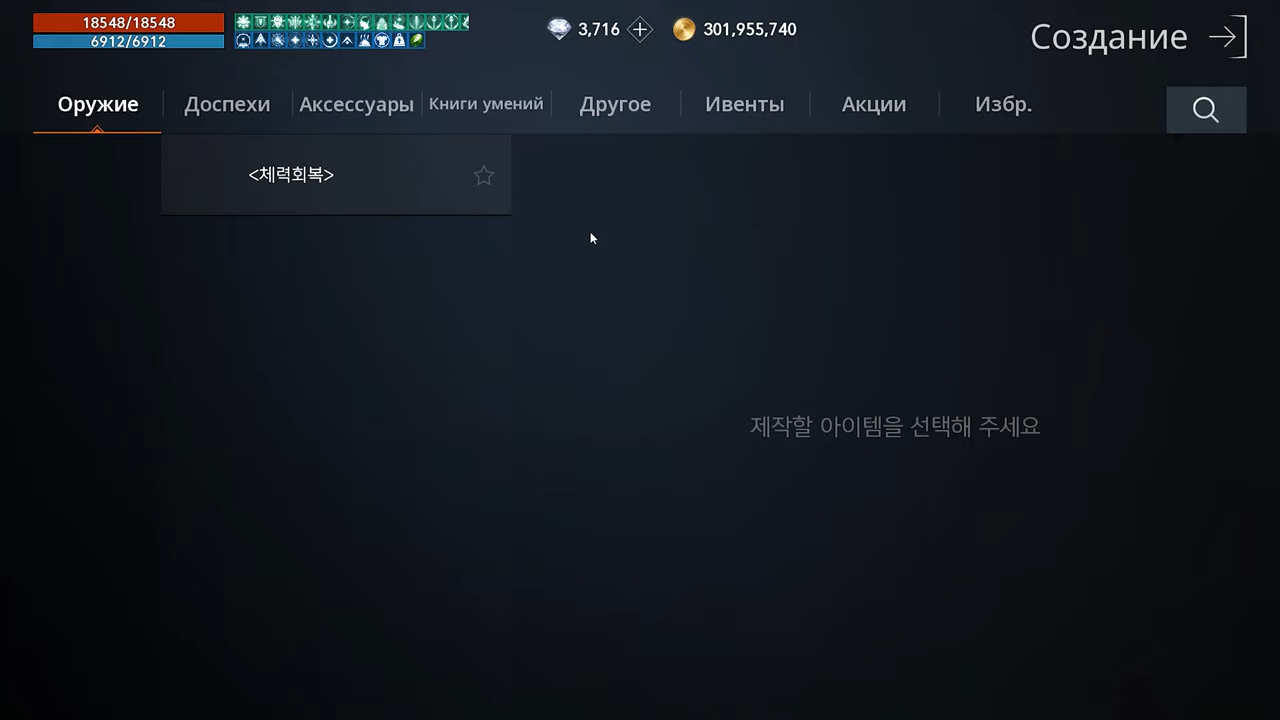 18548/18548
6912/6912
3,716
301,955,740
Создание
Оружие
Доспехи
Аксессуары
Книги умений
Другое
Ивенты
Акции
Избр.
<체력회복>
제작할 아이템을 선택해 주세요